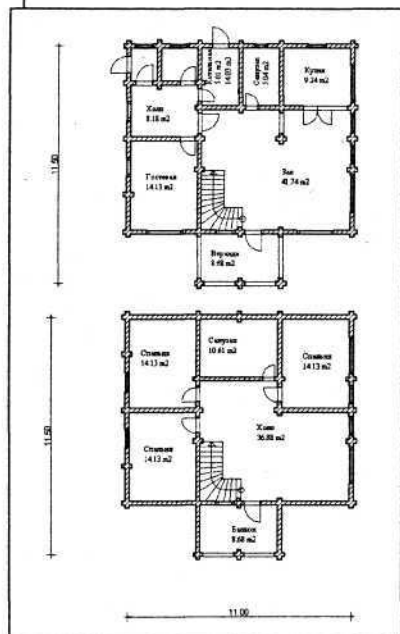 Кухня
9.24 m2
Холл
8.18 m2
Гостевая
14.13 m2
Зал
41.74 m2
Веранда
8.68 m2
11.50
Спальня
14.13 m2
Санузел
10.61 m2
Спальня
14.13 m2
Холл
36.88 m2
Спальня
14.13 m2
Балкон
8.68 m2
11.50
11.00